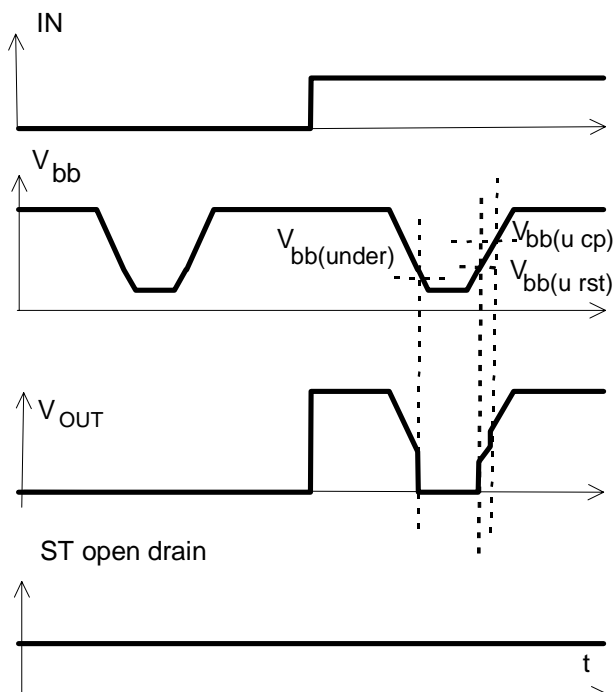 IN
V bb
V bb(under)
V bb(u cp)
V bb(u rst)
V OUT
ST open drain
t